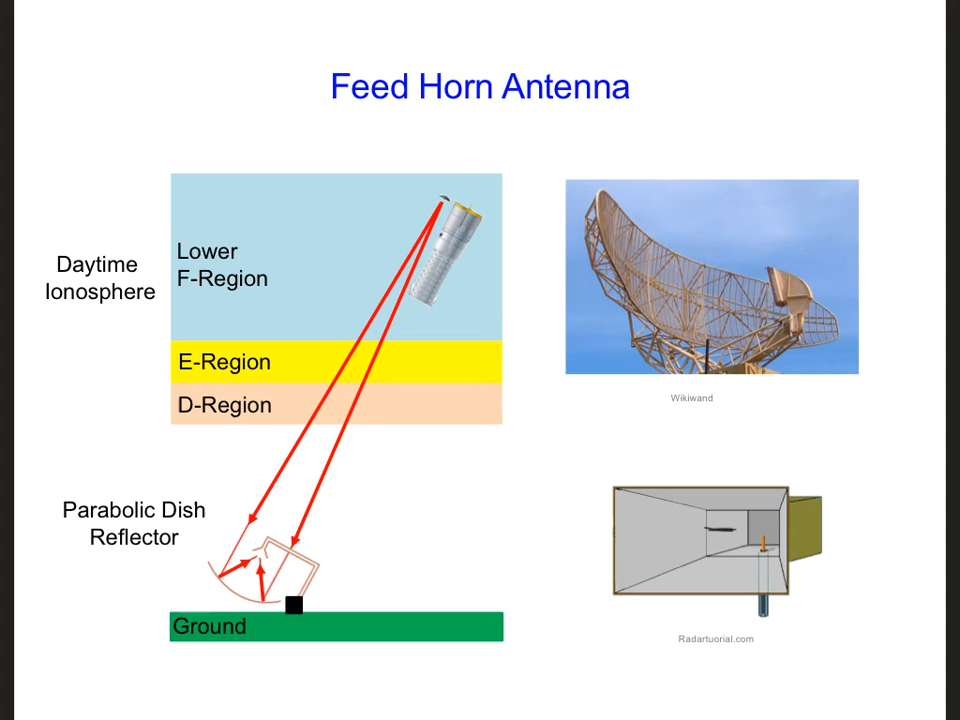 Feed Horn Antenna
Daytime
Ionosphere
Lower
F-Region
E-Region
D-Region
Wikiwand
Parabolic Dish
Reflector
Ground
Radartuorial.com